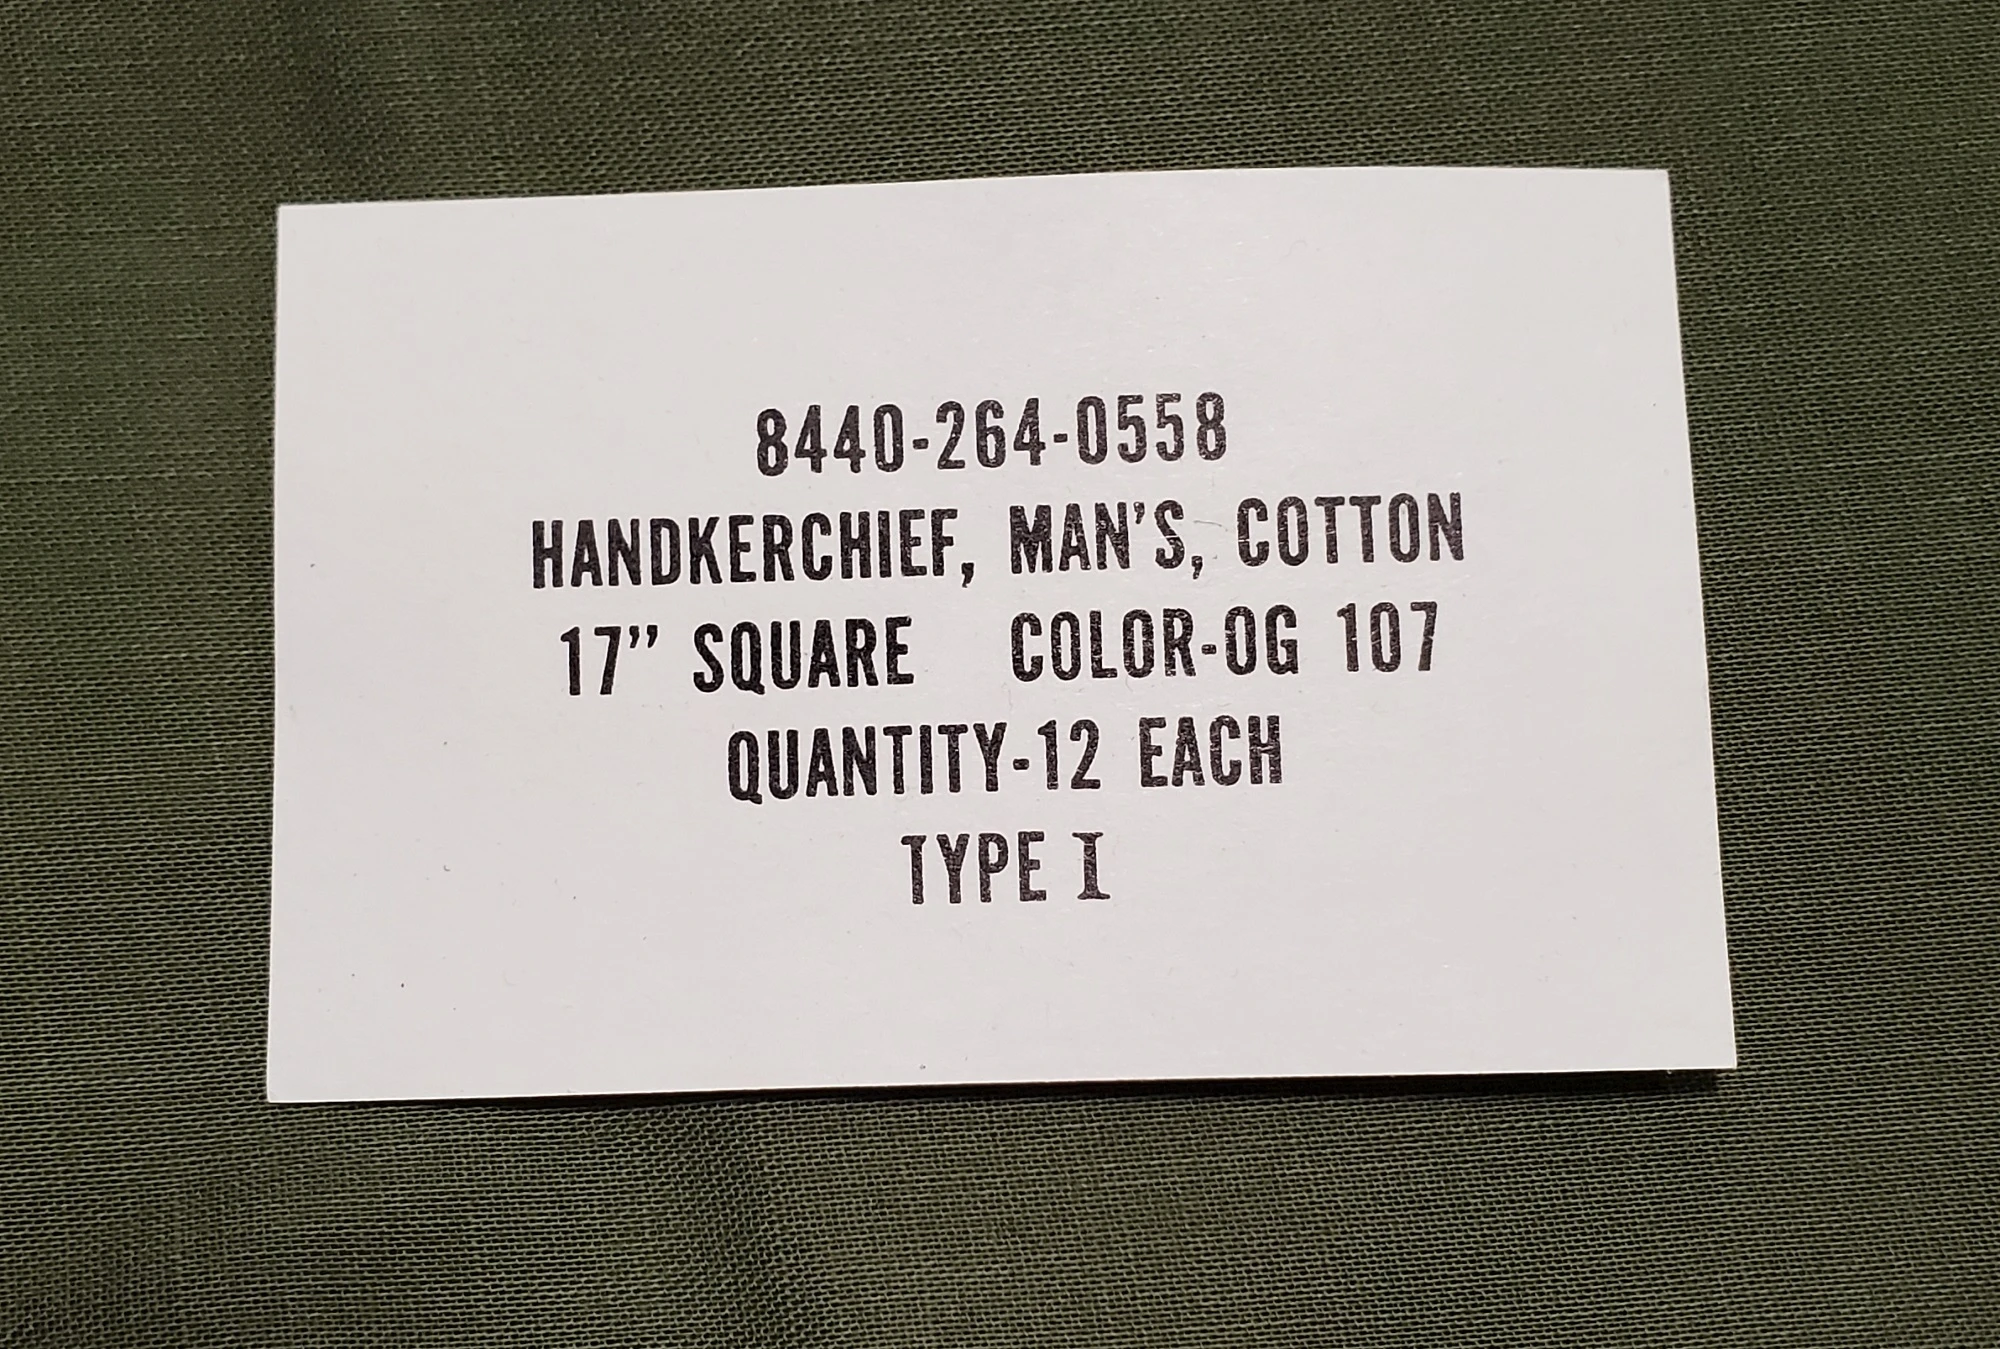 8440-264-0558
HANDKERCHIEF, MAN’S, COTTON
17” SQUARE COLOR-OG 107
QUANTITY-12 EACH
TYPE I